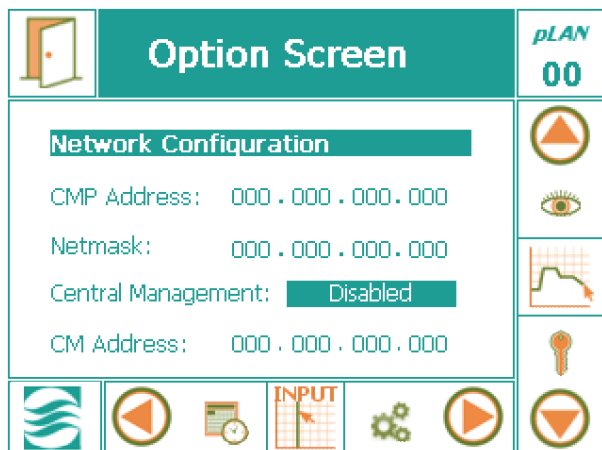 Option Screen
pLAN
00
Network Configuration
CMP Address: 000.000.000.000
Netmask: 000.000.000.000
Central Management: Disabled
CM Address: 000.000.000.000
INPUT